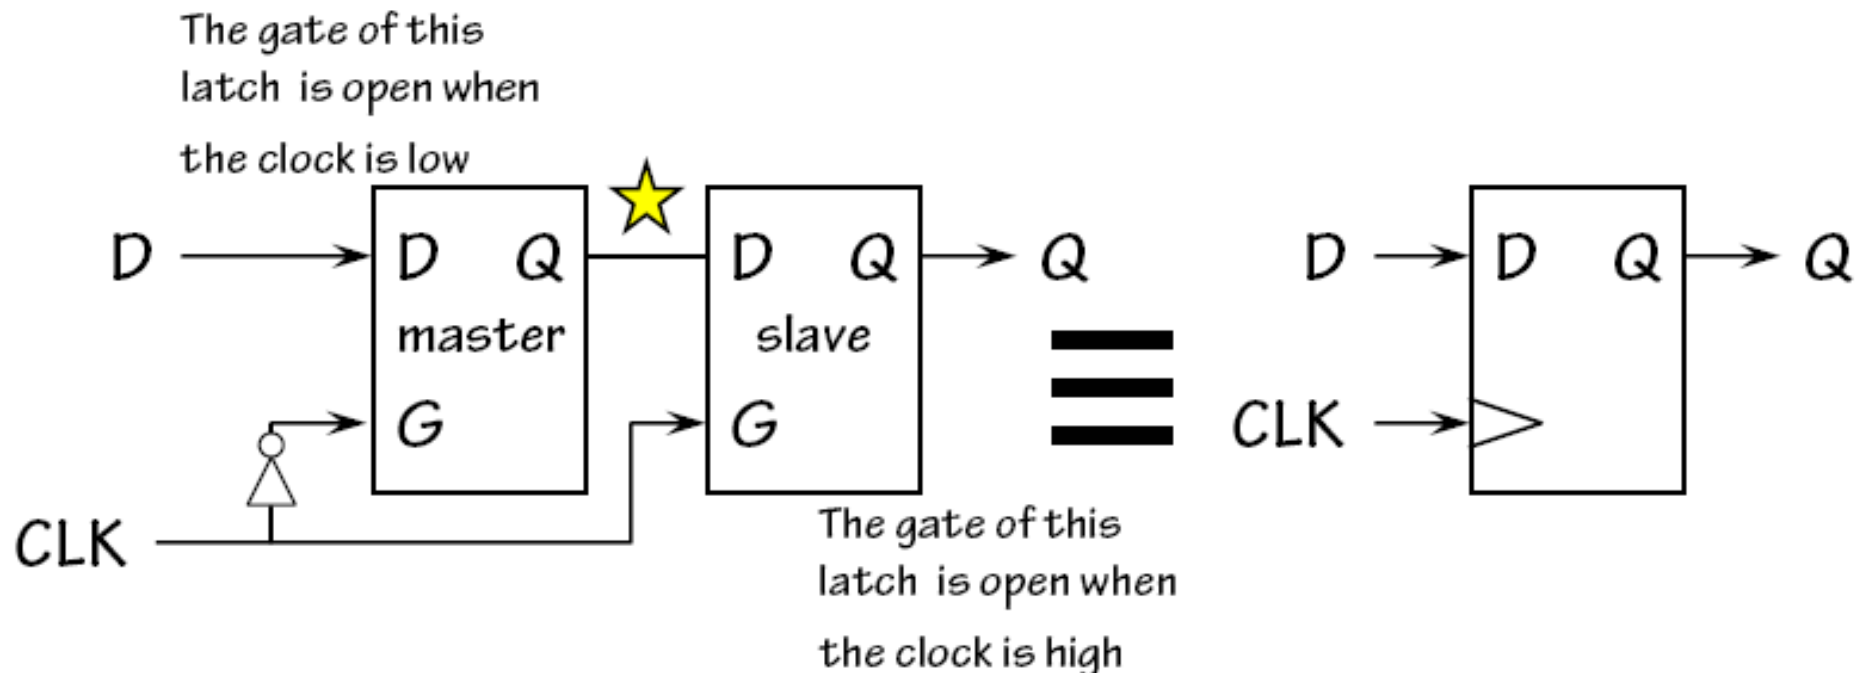 The gate of this
latch is open when
the clock is low
D D Q D Q Q D D Q Q
master slave
G G CLK
CLK
The gate of this
latch is open when
the clock is high